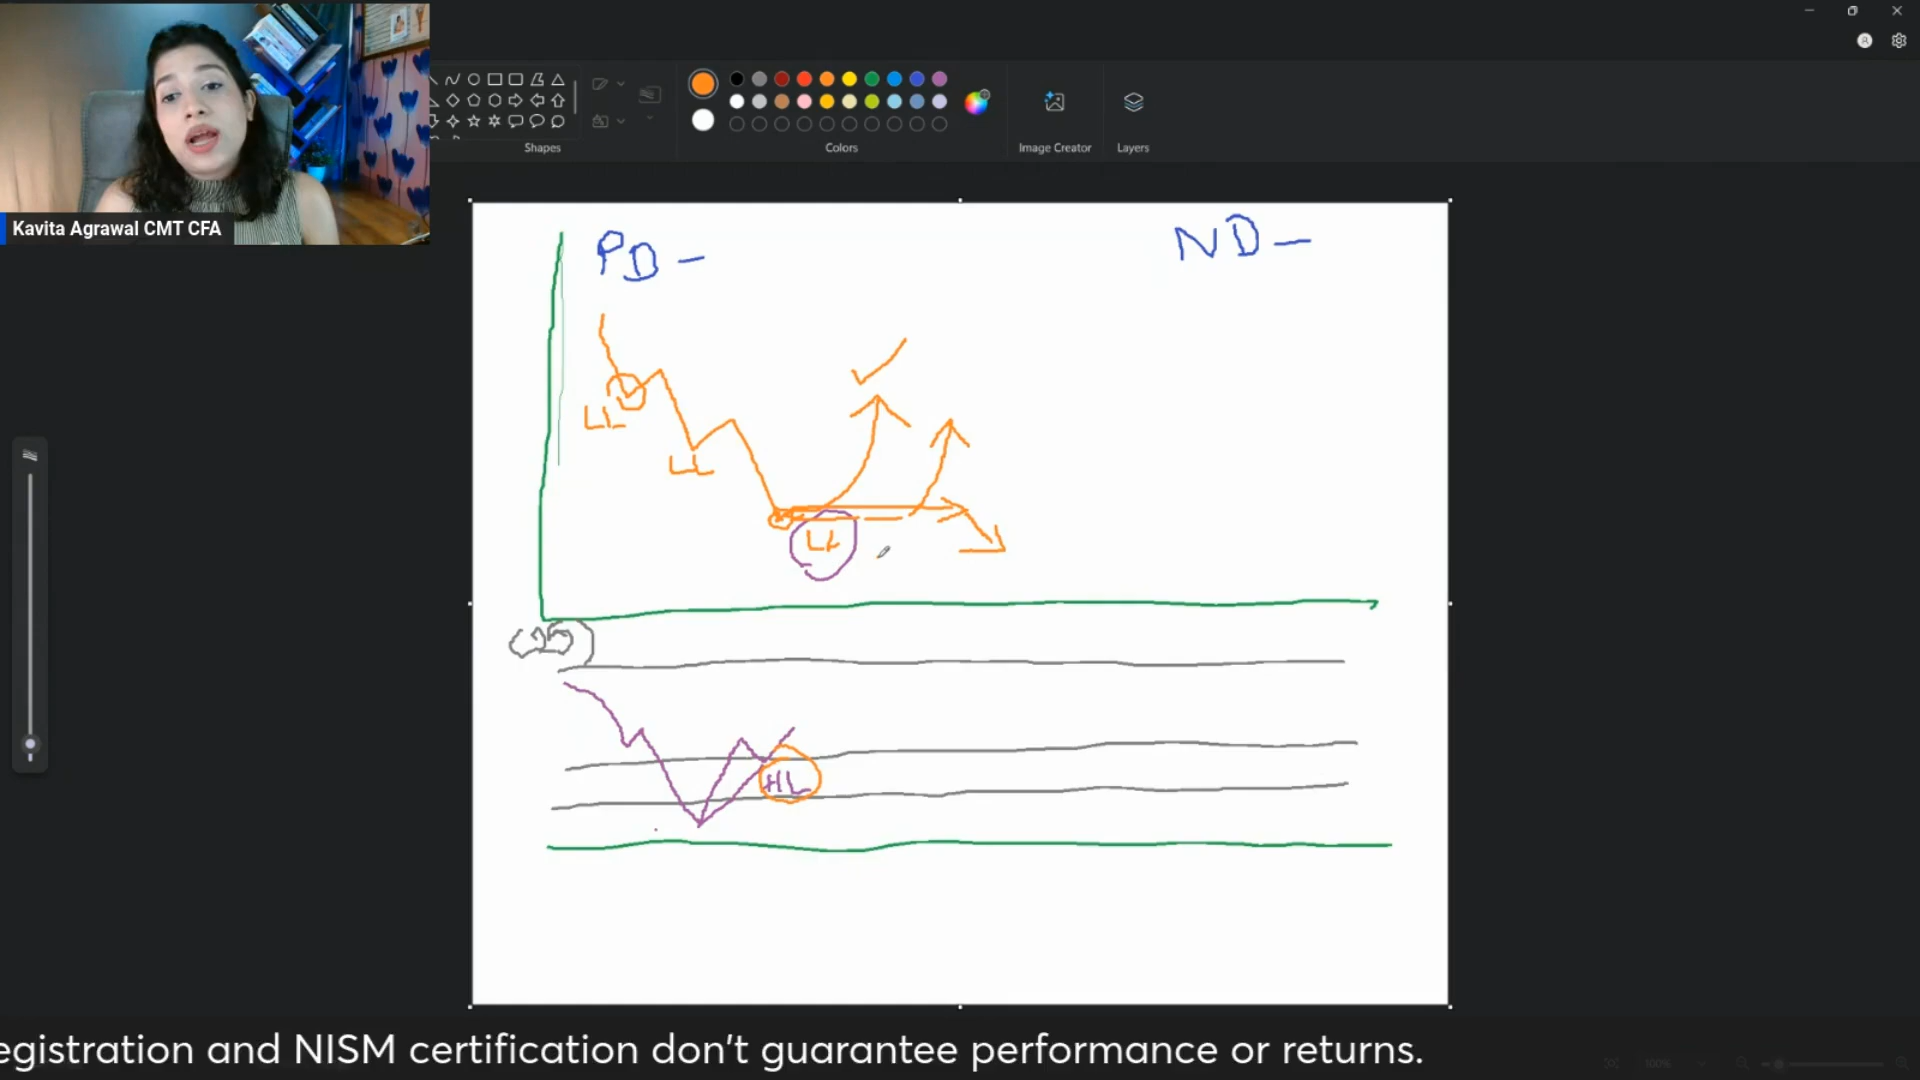 Kavita Agrawal CMT CFA
Shapes
Colors
Image Creator
Layers
PD -
ND -
LL
LL
LL
HL
egistration and NISM certification don't guarantee performance or returns.
100%